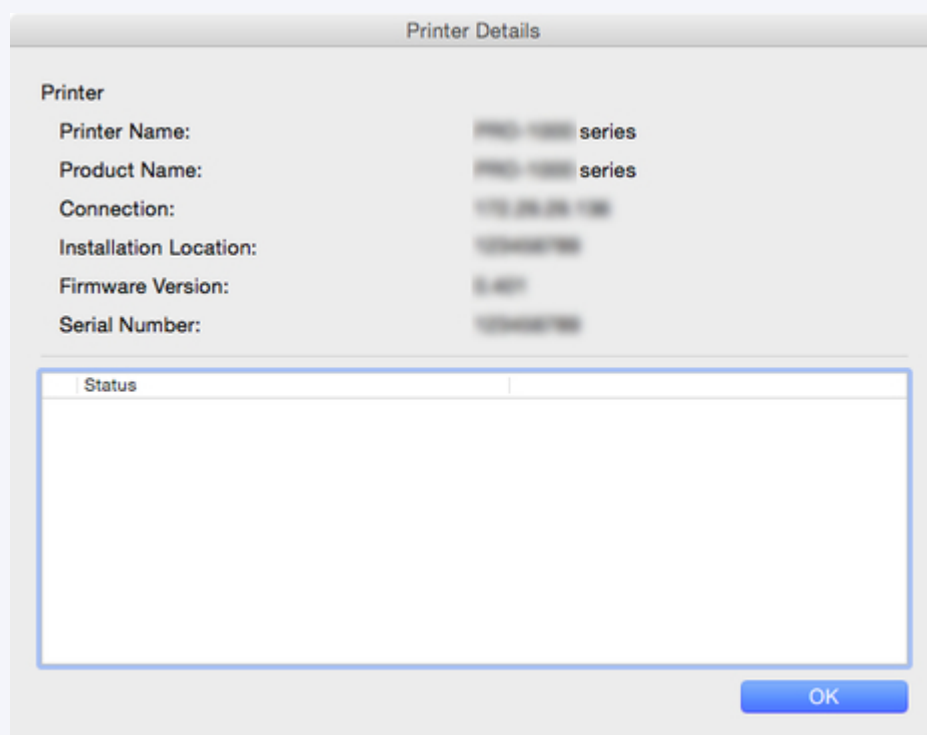 Printer Details
Printer
Printer Name: series
Product Name: series
Connection:
Installation Location:
Firmware Version:
Serial Number:
Status
OK